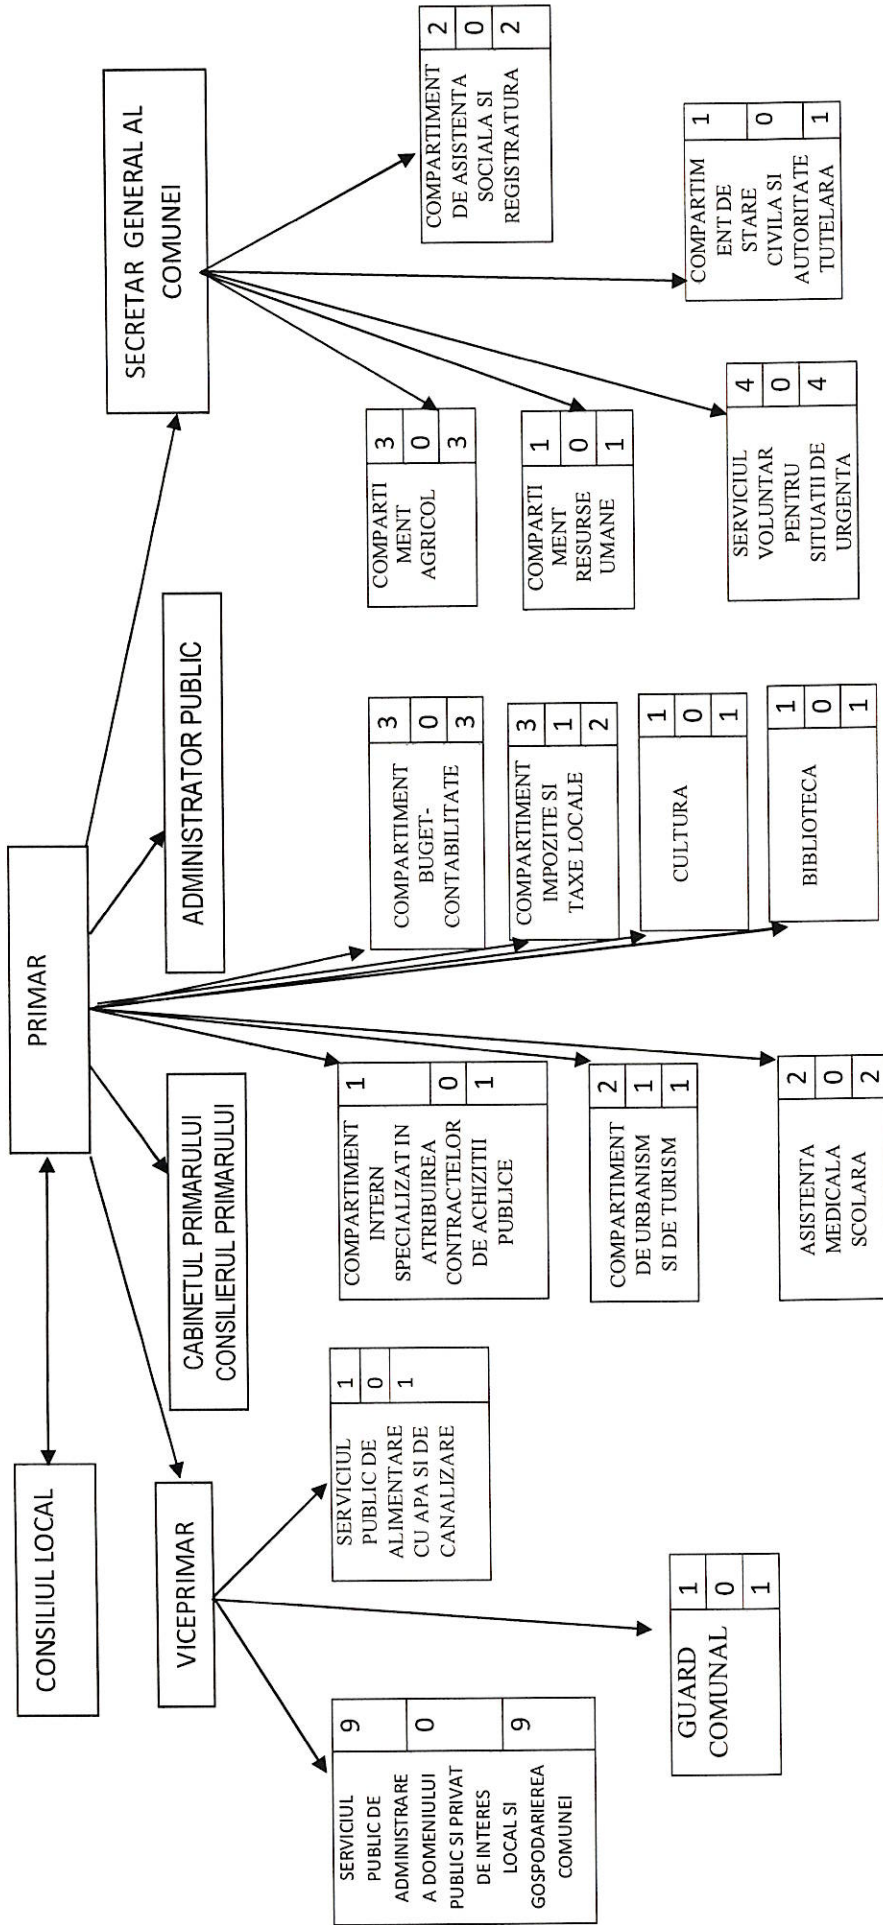 CONSILIUL LOCAL
PRIMAR
VICEPRIMAR
CABINETUL PRIMARULUI
CONSILIERUL PRIMARULUI
ADMINISTRATOR PUBLIC
SECRETAR GENERAL AL
COMUNEI
SERVICIUL
PUBLIC DE
ADMINISTRARE
A DOMENIULUI
PUBLIC SI PRIVAT
DE INTERES
LOCAL SI
GOSPODARIEREA
COMUNEI
9
0
9
SERVICIUL
PUBLIC DE
ALIMENTARE
CU APA SI DE
CANALIZARE
1
0
1
GUARD
COMUNAL
1
0
1
COMPARTIMENT
INTERN
SPECIALIZAT IN
ATRIBUIREA
CONTRACTELOR
DE ACHIZITII
PUBLICE
1
0
1
COMPARTIMENT
DE URBANISM
SI DE TURISM
2
1
1
ASISTENTA
MEDICALA
SCOLARA
2
0
2
COMPARTIMENT
BUGET-
CONTABILITATE
3
0
3
COMPARTIMENT
IMPOZITE SI
TAXE LOCALE
3
1
2
CULTURA
1
0
1
BIBLIOTECA
1
0
1
COMPARTI
MENT
AGRICOL
3
0
3
COMPARTI
MENT
RESURSE
UMANE
1
0
1
SERVICIUL
VOLUNTAR
PENTRU
SITUATII DE
URGENTA
4
0
4
COMPARTIMENT
DE ASISTENTA
SOCIALA SI
REGISTRATURA
2
0
2
COMPARTIM
ENT DE
STARE
CIVILA SI
AUTORITATE
TUTELARA
1
0
1